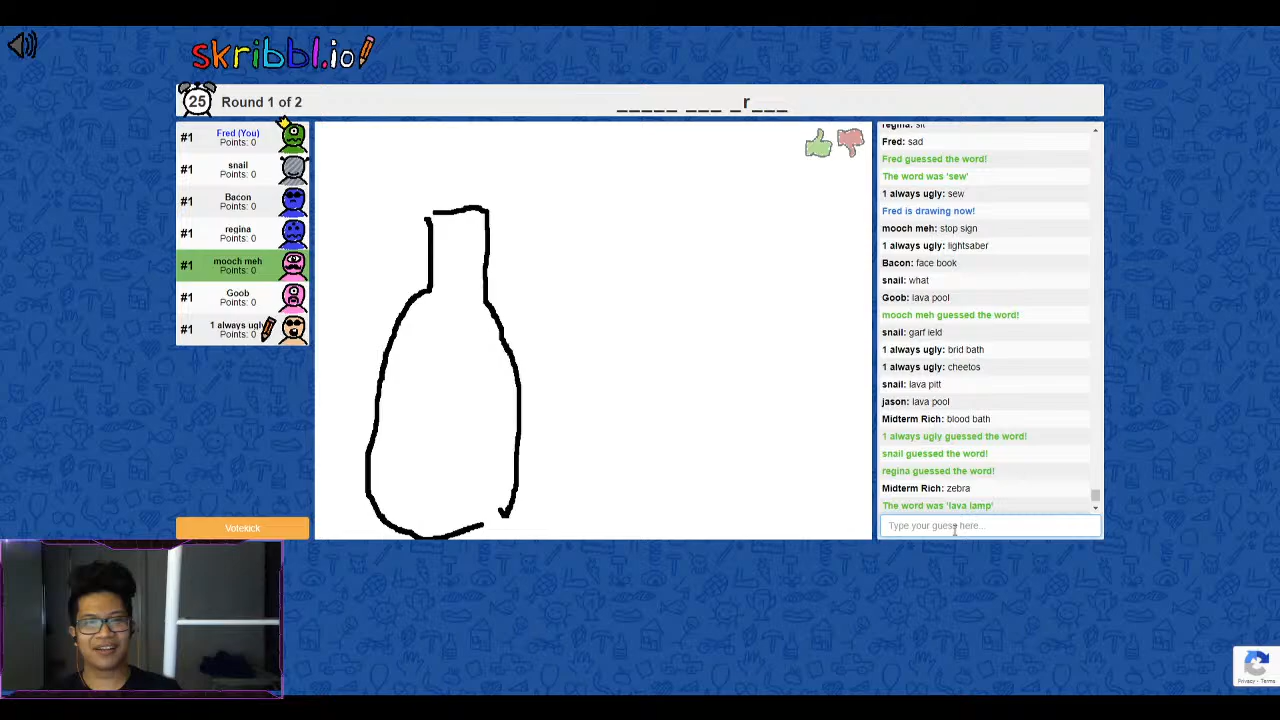 skribbl.io
25
Round 1 of 2
_____ ___ _r___
#1 Fred (You)
Points: 0
#1 snail
Points: 0
#1 Bacon
Points: 0
#1 regina
Points: 0
#1 mooch meh
Points: 0
#1 Goob
Points: 0
#1 1 always ugly
Points: 0
Votekick
regina: sit
Fred: sad
Fred guessed the word!
The word was 'sew'
1 always ugly: sew
Fred is drawing now!
mooch meh: stop sign
1 always ugly: lightsaber
Bacon: face book
snail: what
Goob: lava pool
mooch meh guessed the word!
snail: garf ield
1 always ugly: brid bath
1 always ugly: cheetos
snail: lava pitt
jason: lava pool
Midterm Rich: blood bath
1 always ugly guessed the word!
snail guessed the word!
regina guessed the word!
Midterm Rich: zebra
The word was 'lava lamp'
Type your guess here...
Privacy - Terms